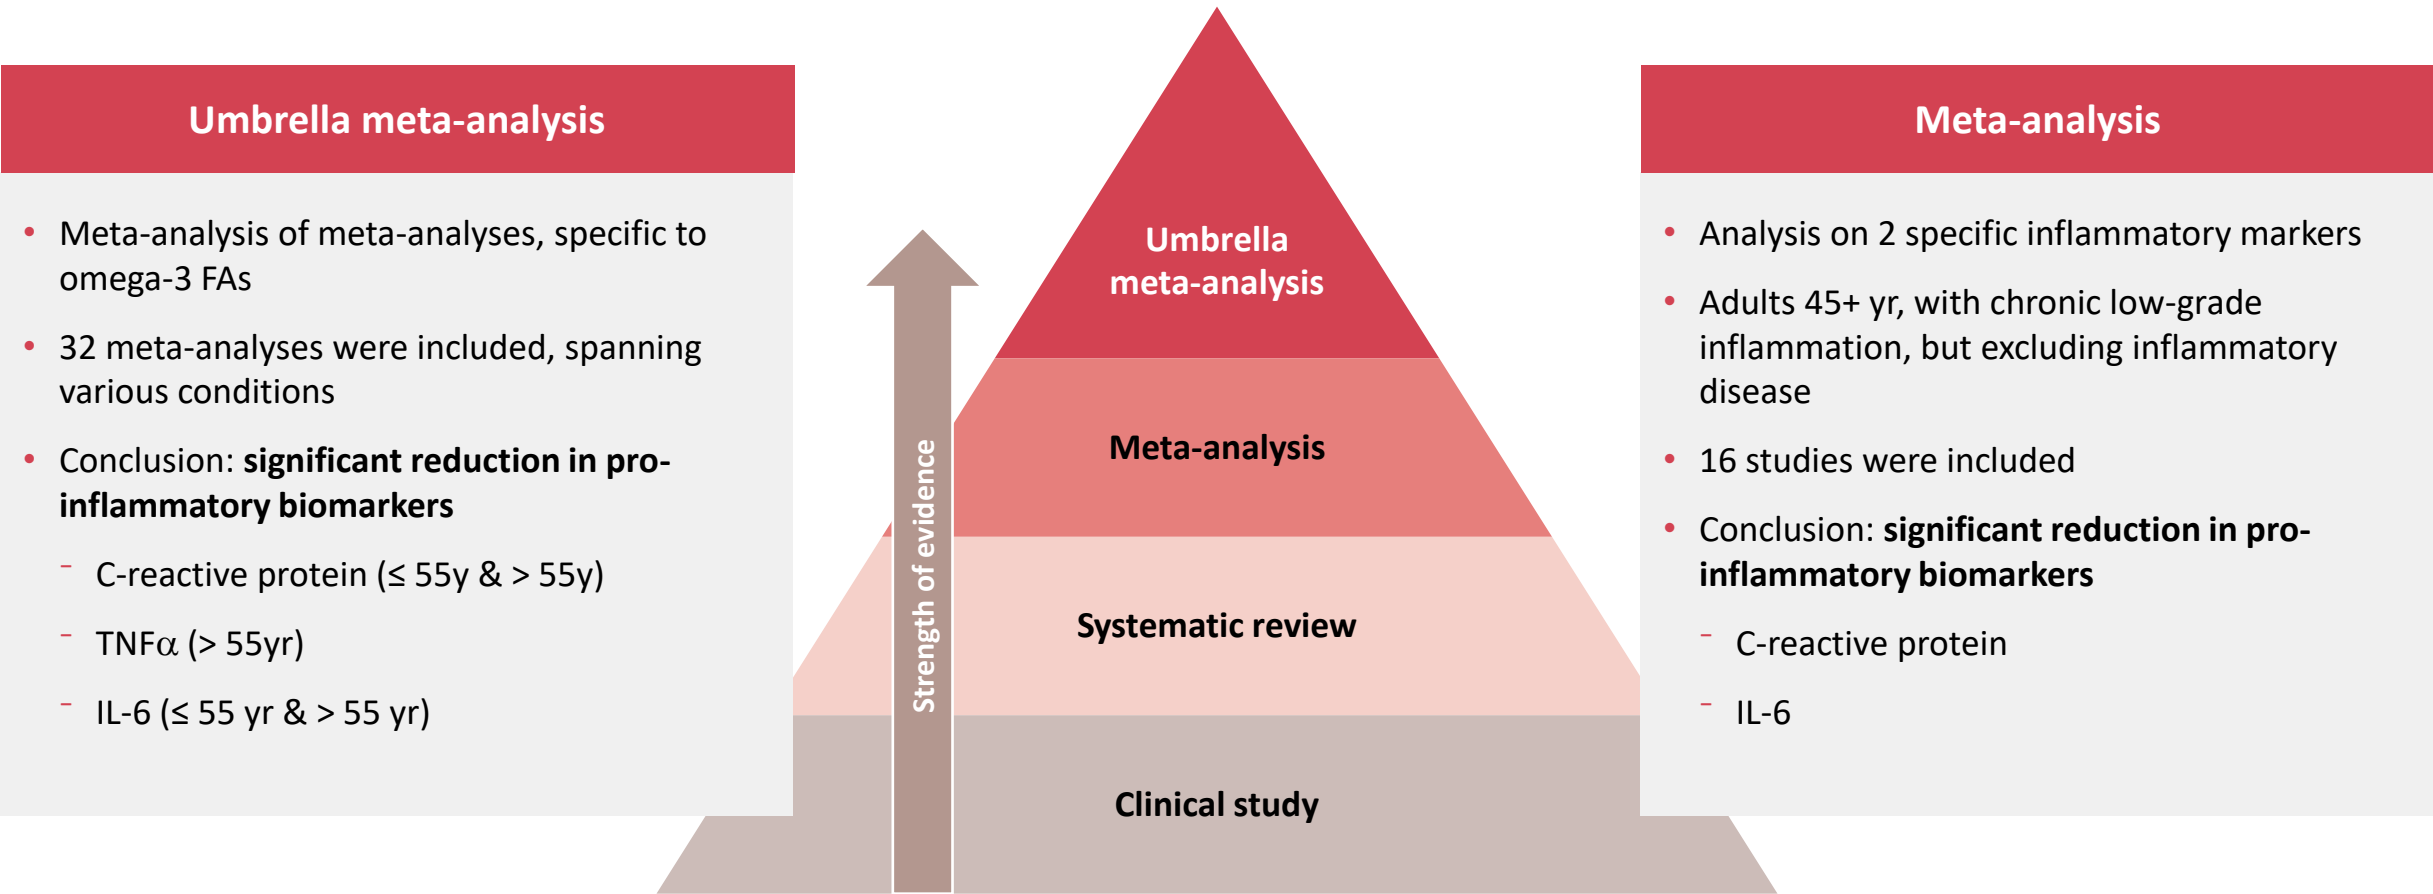 Umbrella meta-analysis
• Meta-analysis of meta-analyses, specific to
omega-3 FAs
• 32 meta-analyses were included, spanning
various conditions
• Conclusion: significant reduction in pro-
inflammatory biomarkers
- C-reactive protein (≤ 55y & > 55y)
- TNFα (> 55yr)
- IL-6 (≤ 55 yr & > 55 yr)
Strength of evidence
Umbrella
meta-analysis
Meta-analysis
Systematic review
Clinical study
Meta-analysis
• Analysis on 2 specific inflammatory markers
• Adults 45+ yr, with chronic low-grade
inflammation, but excluding inflammatory
disease
• 16 studies were included
• Conclusion: significant reduction in pro-
inflammatory biomarkers
- C-reactive protein
- IL-6